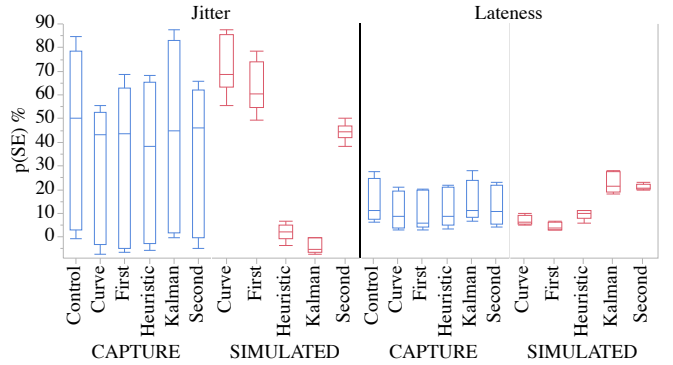 Jitter Lateness
p(SE) %
90
80
70
60
50
40
30
20
10
0
Control Curve First Heuristic Kalman Second Curve First Heuristic Kalman Second Control Curve First Heuristic Kalman Second Curve First Heuristic Kalman Second
CAPTURE SIMULATED CAPTURE SIMULATED